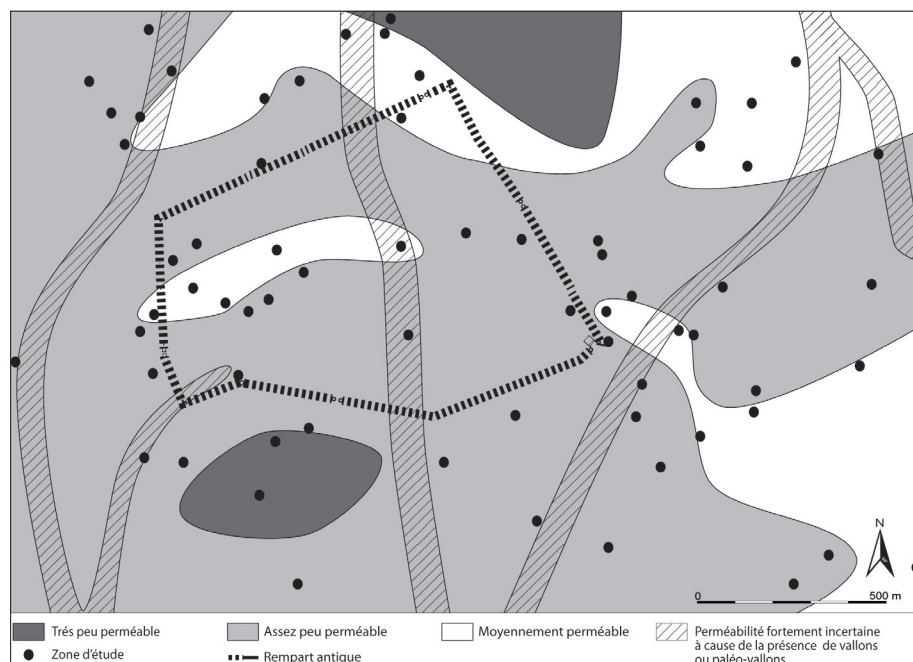 N
0
500 m
Trés peu perméable
Assez peu perméable
Moyennement perméable
Perméabilité fortement incertaine
à cause de la présence de vallons
ou paléo-vallons
Zone d'étude
Rempart antique